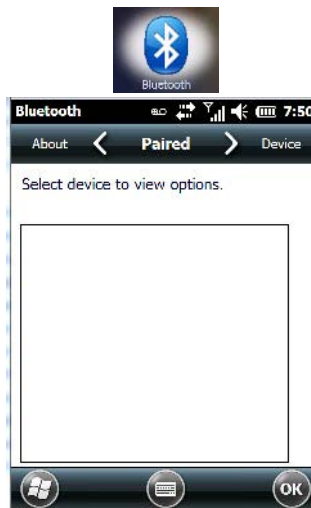 Bluetooth
Bluetooth 7:50
About Paired Device
Select device to view options.
OK